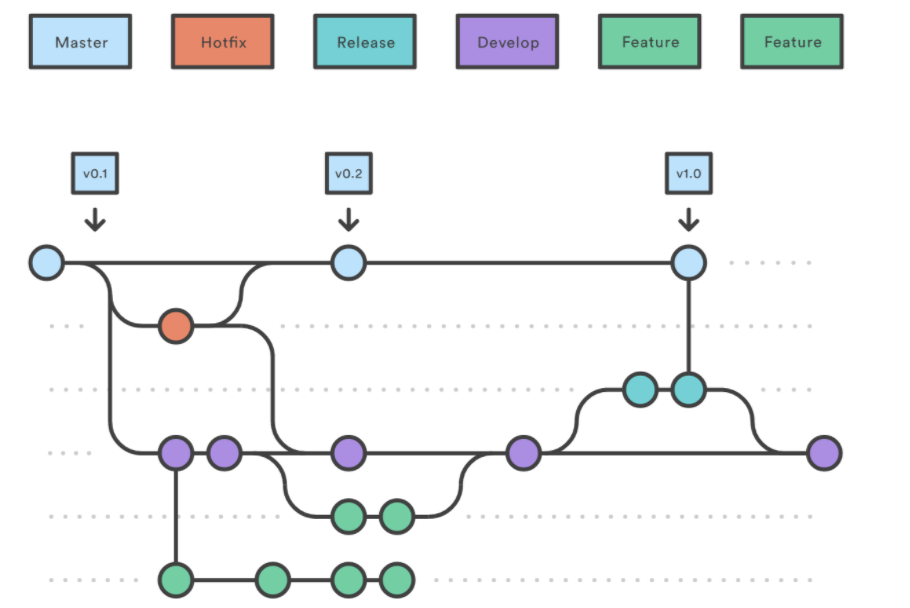 Master
Hotfix
Release
Develop
Feature
Feature
v0.1
v0.2
v1.0